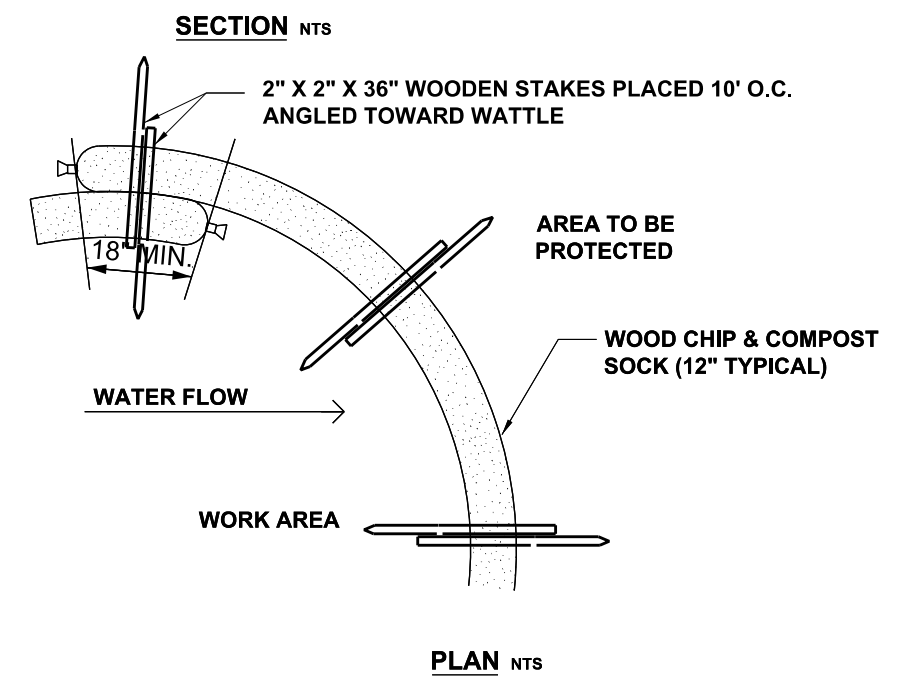 SECTION NTS
2" X 2" X 36" WOODEN STAKES PLACED 10' O.C.
ANGLED TOWARD WATTLE
18" MIN.
AREA TO BE
PROTECTED
WOOD CHIP & COMPOST
SOCK (12" TYPICAL)
WATER FLOW
WORK AREA
PLAN NTS